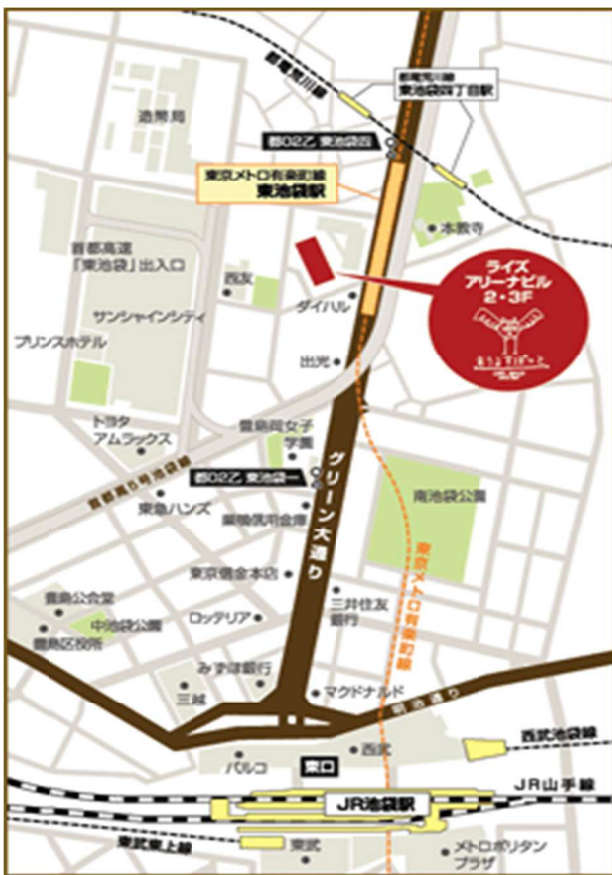 都電荒川線
都電荒川線
東池袋四丁目駅
造幣局
都02乙 東池袋四
東京メトロ有楽町線
東池袋駅
本教寺
首都高速
「東池袋」出入口
西友
ライズ
アリーナビル
2・3F
ダイハル
サンシャインシティ
プリンスホテル
出光
トヨタ
アムラックス
豊島岡女子
学園
首都高5号池袋線
都02乙 東池袋一
グリーン大通り
東急ハンズ
巣鴨信用金庫
南池袋公園
東京信金本店
三井住友
銀行
東京メトロ有楽町線
豊島公会堂
中池袋公園
ロッテリア
豊島区役所
みずほ銀行
三越
マクドナルド
明治通り
西武池袋線
パルコ
東口
西武
JR山手線
JR池袋駅
東武東上線
東武
メトロポリタン
プラザ